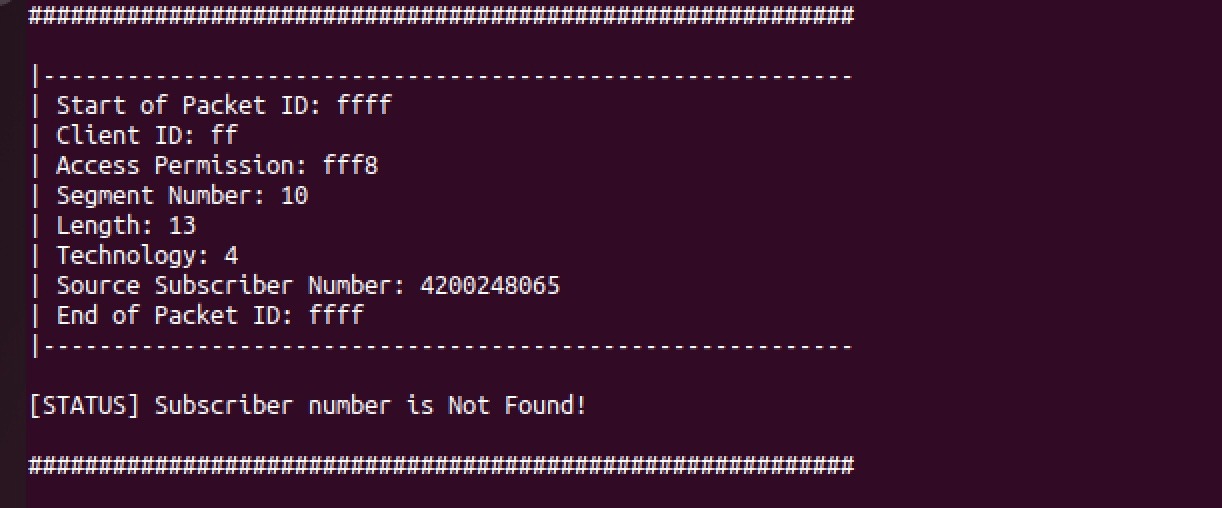 ###########################################################
|----------------------------------------------------------
| Start of Packet ID: ffff
| Client ID: ff
| Access Permission: fff8
| Segment Number: 10
| Length: 13
| Technology: 4
| Source Subscriber Number: 4200248065
| End of Packet ID: ffff
|----------------------------------------------------------
[STATUS] Subscriber number is Not Found!
###########################################################